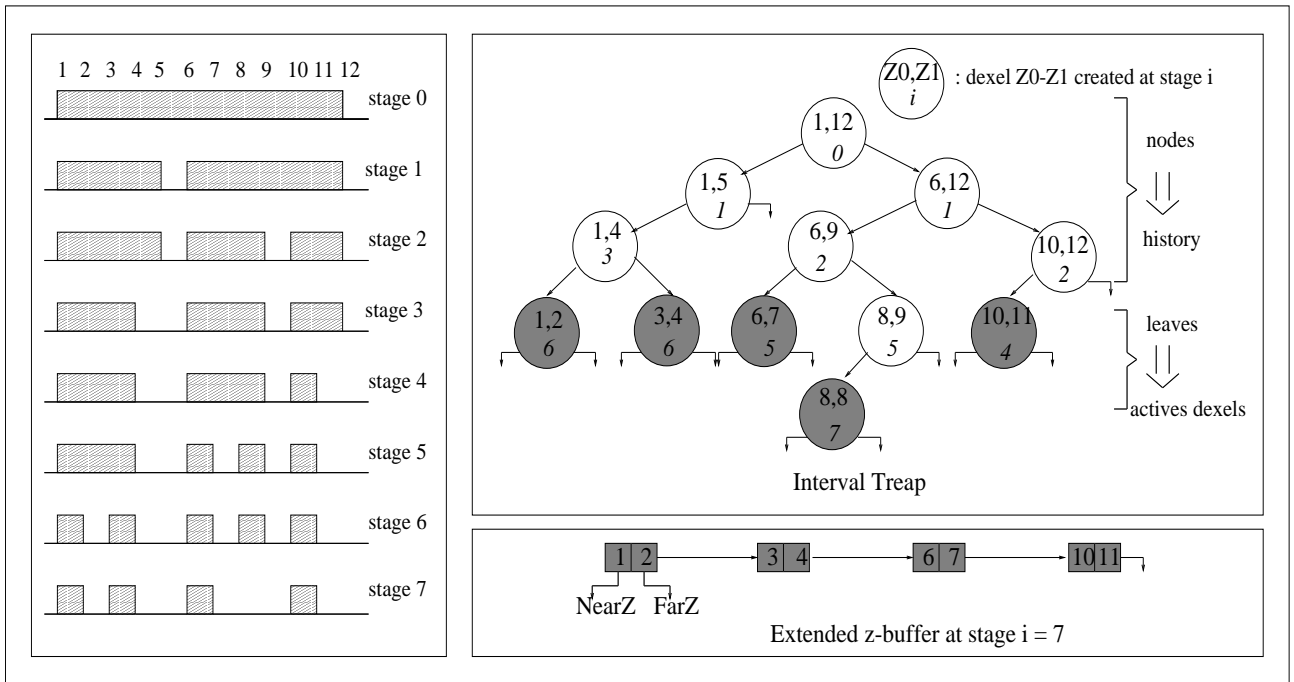 1 2 3 4 5 6 7 8 9 10 11 12
stage 0
stage 1
stage 2
stage 3
stage 4
stage 5
stage 6
stage 7
Z0,Z1
i
: dexel Z0-Z1 created at stage i
1,12
0
nodes
1,5
1
6,12
1
1,4
3
6,9
2
10,12
2
history
1,2
6
3,4
6
6,7
5
8,9
5
10,11
4
leaves
8,8
7
actives dexels
Interval Treap
1 2
3 4
6 7
10 11
NearZ FarZ
Extended z-buffer at stage i = 7